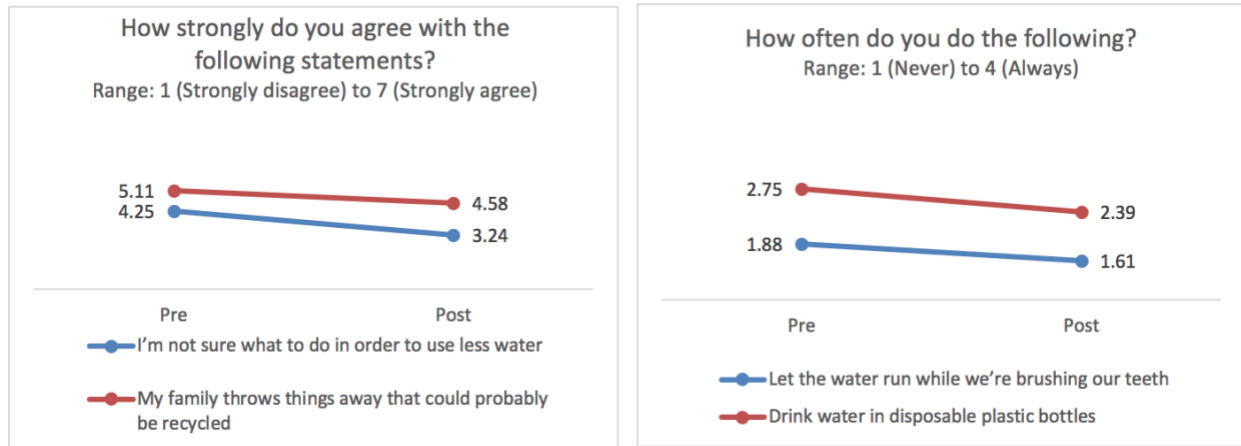 How strongly do you agree with the
following statements?
Range: 1 (Strongly disagree) to 7 (Strongly agree)
5.11
4.25
4.58
3.24
Pre
Post
I'm not sure what to do in order to use less water
My family throws things away that could probably
be recycled
How often do you do the following?
Range: 1 (Never) to 4 (Always)
2.75
2.39
1.88
1.61
Pre
Post
Let the water run while we're brushing our teeth
Drink water in disposable plastic bottles